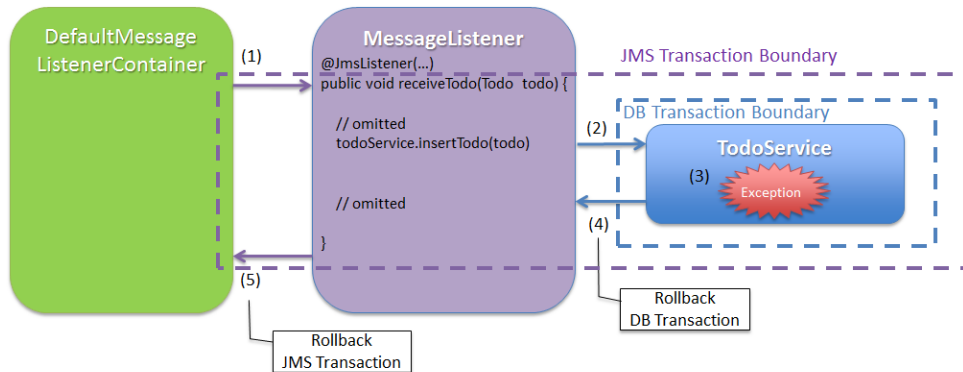 DefaultMessage
ListenerContainer
(1)
MessageListener
@JmsListener(...)
public void receiveTodo(Todo todo) {
// omitted
todoService.insertTodo(todo)
// omitted
}
JMS Transaction Boundary
(2)
DB Transaction Boundary
TodoService
(3)
Exception
(4)
(5)
Rollback
DB Transaction
Rollback
JMS Transaction